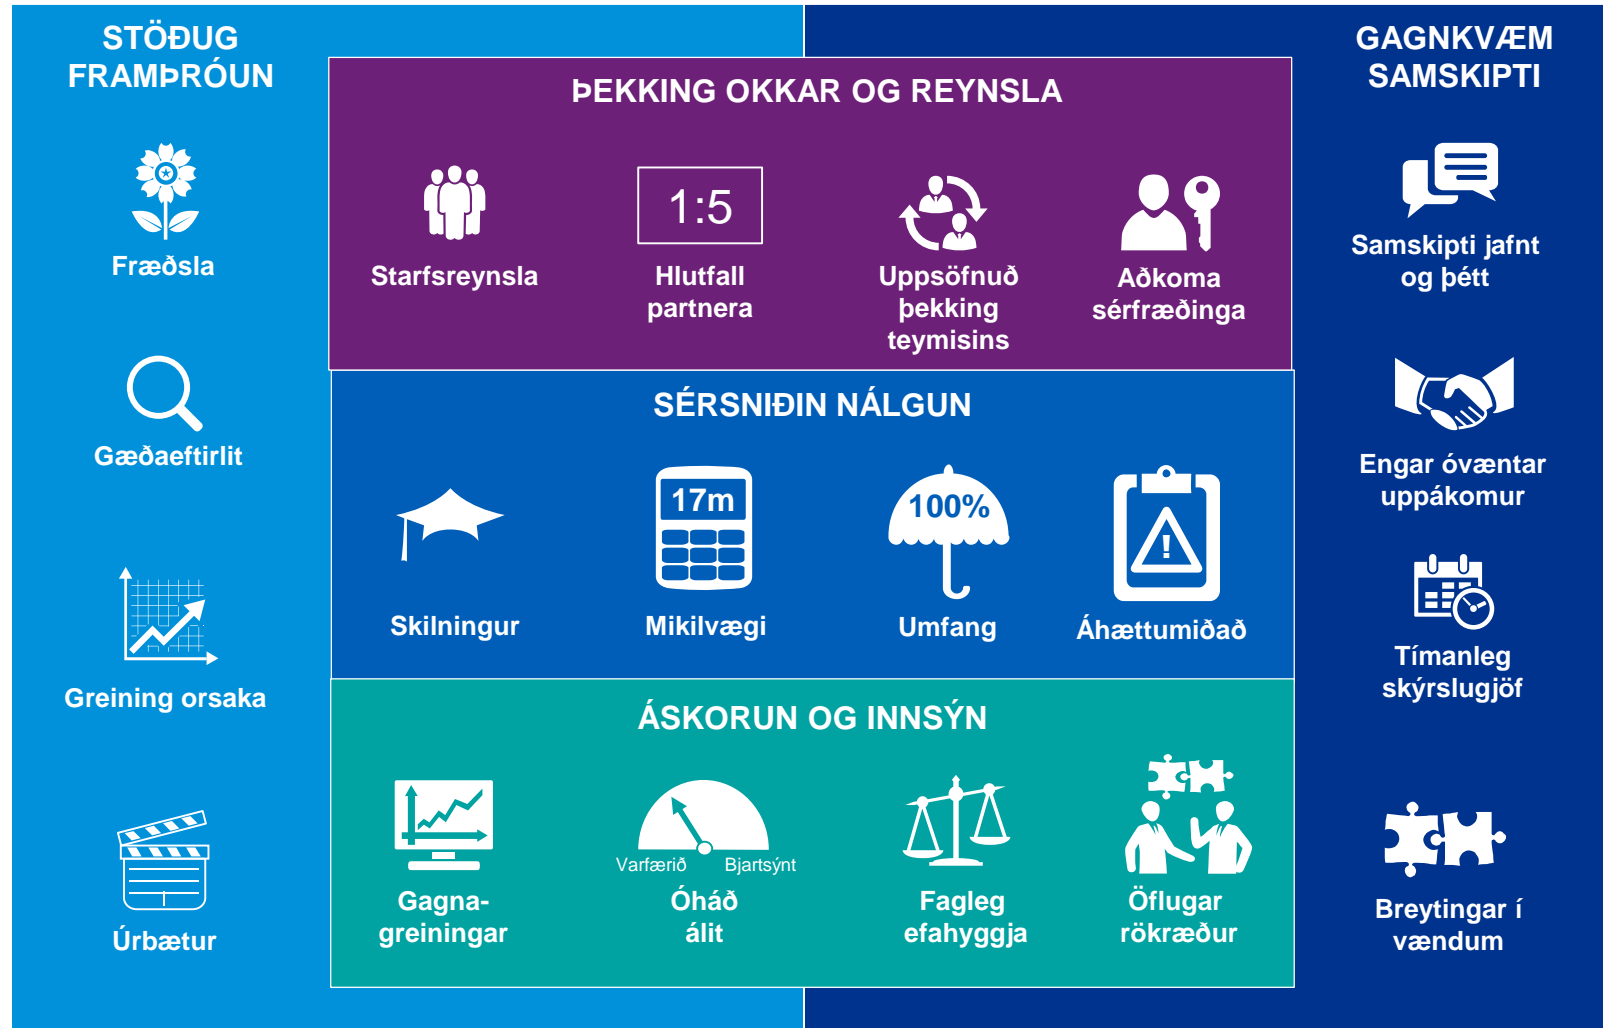 STÖÐUG
FRAMÞRÓUN
Fræðsla
Gæðaeftirlit
Greining orsaka
Úrbætur
ÞEKKING OKKAR OG REYNSLA
1:5
Starfsreynsla
Hlutfall
partnera
Uppsöfnuð
þekking
teymisins
Aðkoma
sérfræðinga
SÉRSNIÐIN NÁLGUN
17m
100%
!
Skilningur
Mikilvægi
Umfang
Áhættumiðað
ÁSKORUN OG INNSÝN
Varfærið
Bjartsýnt
Gagna-
greiningar
Óháð
álit
Fagleg
efahyggja
Öflugar
rökræður
GAGNKVÆM
SAMSKIPTI
Samskipti jafnt
og þétt
Engar óvæntar
uppákomur
Tímanleg
skýrslugjöf
Breytingar í
vændum